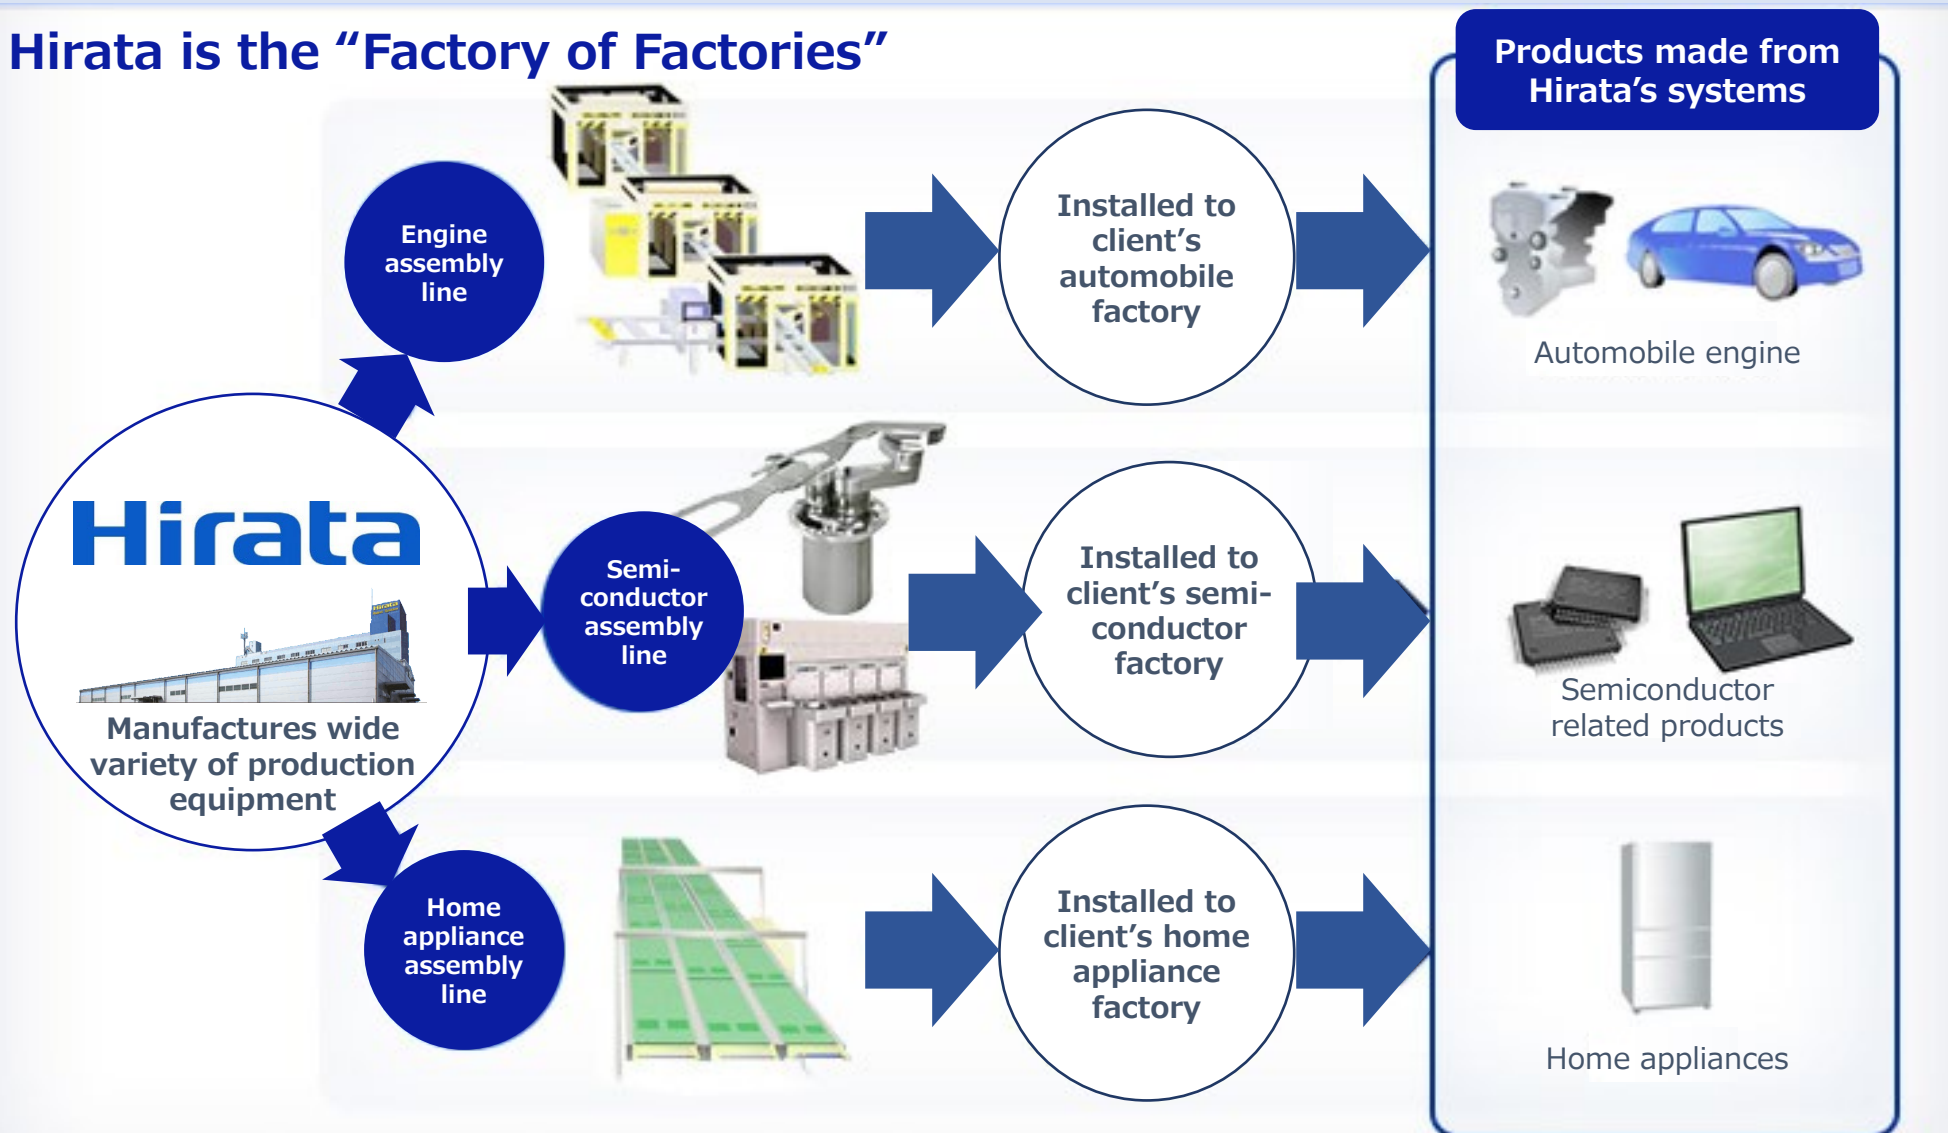 Hirata is the “Factory of Factories”
Products made from
Hirata’s systems
Engine
assembly
line
Installed to
client’s
automobile
factory
Automobile engine
Hirata
Hirata
Manufactures wide
variety of production
equipment
Semi-
conductor
assembly
line
Installed to
client’s semi-
conductor
factory
Semiconductor
related products
Home
appliance
assembly
line
Installed to
client’s home
appliance
factory
Home appliances